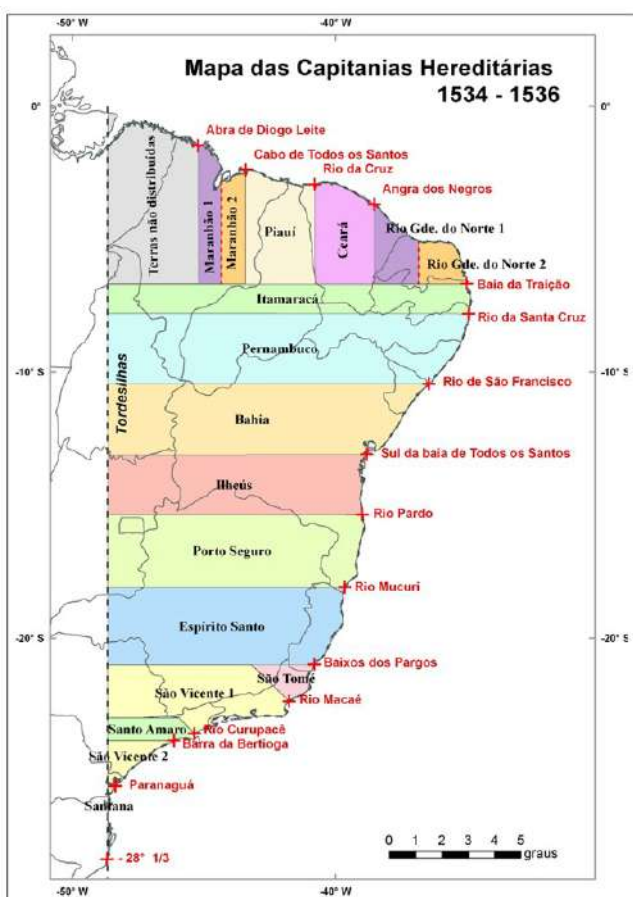 -50° W
-40° W
Mapa das Capitanias Hereditárias
1534 - 1536
0°
0°
Abra de Diogo Leite
Cabo de Todos os Santos
Rio da Cruz
Angra dos Negros
Terras não distribuídas
Maranhão 1
Maranhão 2
Piauí
Ceará
Rio Gde. do Norte 1
Rio Gde. do Norte 2
Baia da Traição
Itamaracá
Rio da Santa Cruz
Pernambuco
-10° S
-10° S
Tordesilhas
Rio de São Francisco
Bahia
Sul da baia de Todos os Santos
Ilheús
Rio Pardo
Porto Seguro
Rio Mucuri
Espírito Santo
-20° S
-20° S
Baixos dos Pargos
São Tomé
São Vicente 1
Rio Macaé
Santo Amaro
Rio Curupacê
Barra da Bertioga
São Vicente 2
Paranaguá
Santana
- 28° 1/3
0 1 2 3 4 5
graus
-50° W
-40° W